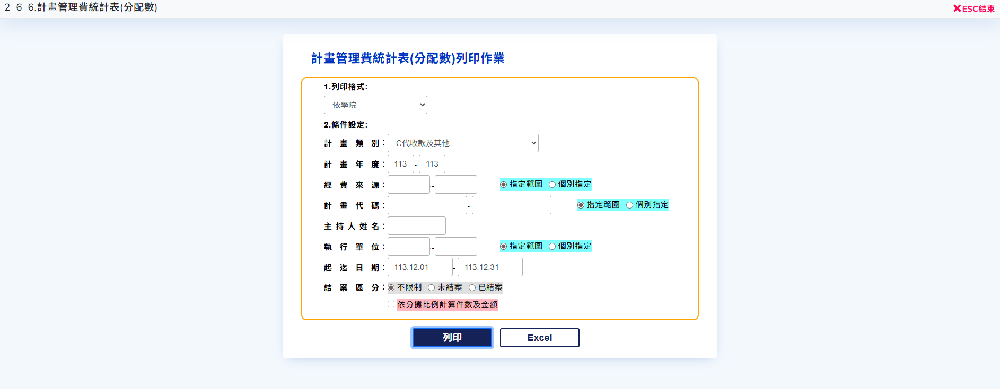 2_6_6.計畫管理費統計表(分配數)
ESC結束
計畫管理費統計表(分配數)列印作業
1.列印格式:
依學院
2.條件設定:
計畫類別: C代收款及其他
計畫年度: 113 ~ 113
經費來源: ~ 指定範圍 個別指定
計畫代碼: ~ 指定範圍 個別指定
主持人姓名:
執行單位: ~ 指定範圍 個別指定
起迄日期: 113.12.01 ~ 113.12.31
結案區分: 不限制 未結案 已結案
依分攤比例計算件數及金額
列印 Excel